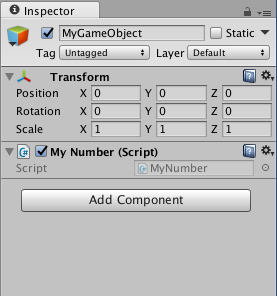 Inspector
MyGameObject Static
Tag Untagged Layer Default
Transform
Position X 0 Y 0 Z 0
Rotation X 0 Y 0 Z 0
Scale X 1 Y 1 Z 1
C# My Number (Script)
Script MyNumber
Add Component